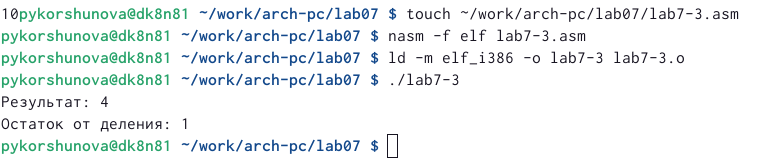 10pykorshunova@dk8n81 ~/work/arch-pc/lab07 $ touch ~/work/arch-pc/lab07/lab7-3.asm
pykorshunova@dk8n81 ~/work/arch-pc/lab07 $ nasm -f elf lab7-3.asm
pykorshunova@dk8n81 ~/work/arch-pc/lab07 $ ld -m elf_i386 -o lab7-3 lab7-3.o
pykorshunova@dk8n81 ~/work/arch-pc/lab07 $ ./lab7-3
Результат: 4
Остаток от деления: 1
pykorshunova@dk8n81 ~/work/arch-pc/lab07 $